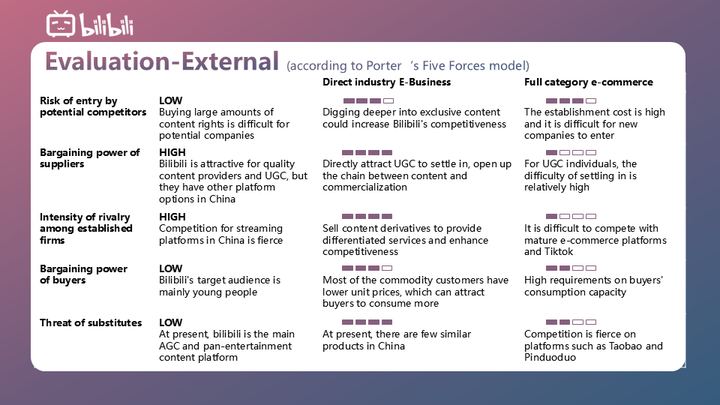 bilibili
Evaluation-External (according to Porter ’s Five Forces model)
Direct industry E-Business
Full category e-commerce
Risk of entry by
potential competitors
LOW
Buying large amounts of
content rights is difficult for
potential companies
Digging deeper into exclusive content
could increase Bilibili's competitiveness
The establishment cost is high
and it is difficult for new
companies to enter
Bargaining power of
suppliers
HIGH
Bilibili is attractive for quality
content providers and UGC, but
they have other platform
options in China
Directly attract UGC to settle in, open up
the chain between content and
commercialization
For UGC individuals, the
difficulty of settling in is
relatively high
Intensity of rivalry
among established
firms
HIGH
Competition for streaming
platforms in China is fierce
Sell content derivatives to provide
differentiated services and enhance
competitiveness
It is difficult to compete with
mature e-commerce platforms
and Tiktok
Bargaining power
of buyers
LOW
Bilibili's target audience is
mainly young people
Most of the commodity customers have
lower unit prices, which can attract
buyers to consume more
High requirements on buyers'
consumption capacity
Threat of substitutes
LOW
At present, bilibili is the main
AGC and pan-entertainment
content platform
At present, there are few similar
products in China
Competition is fierce on
platforms such as Taobao and
Pinduoduo